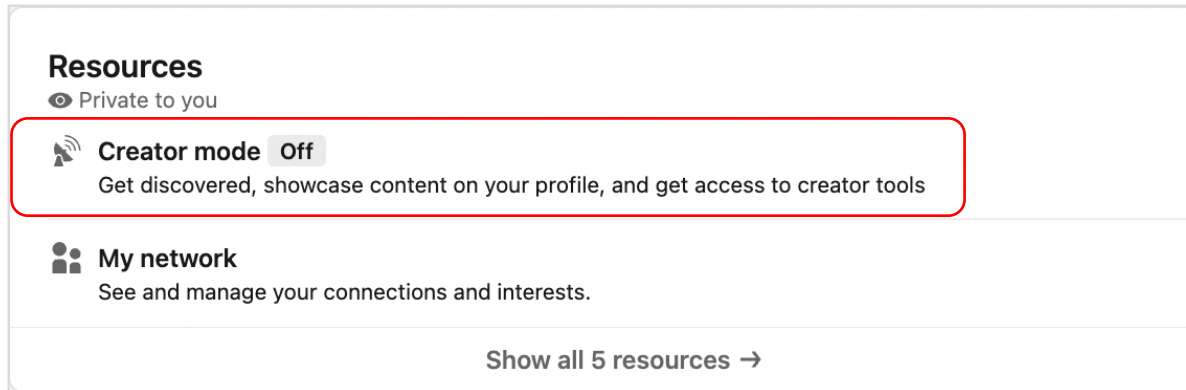 Resources
Private to you
Creator mode Off
Get discovered, showcase content on your profile, and get access to creator tools
My network
See and manage your connections and interests.
Show all 5 resources →